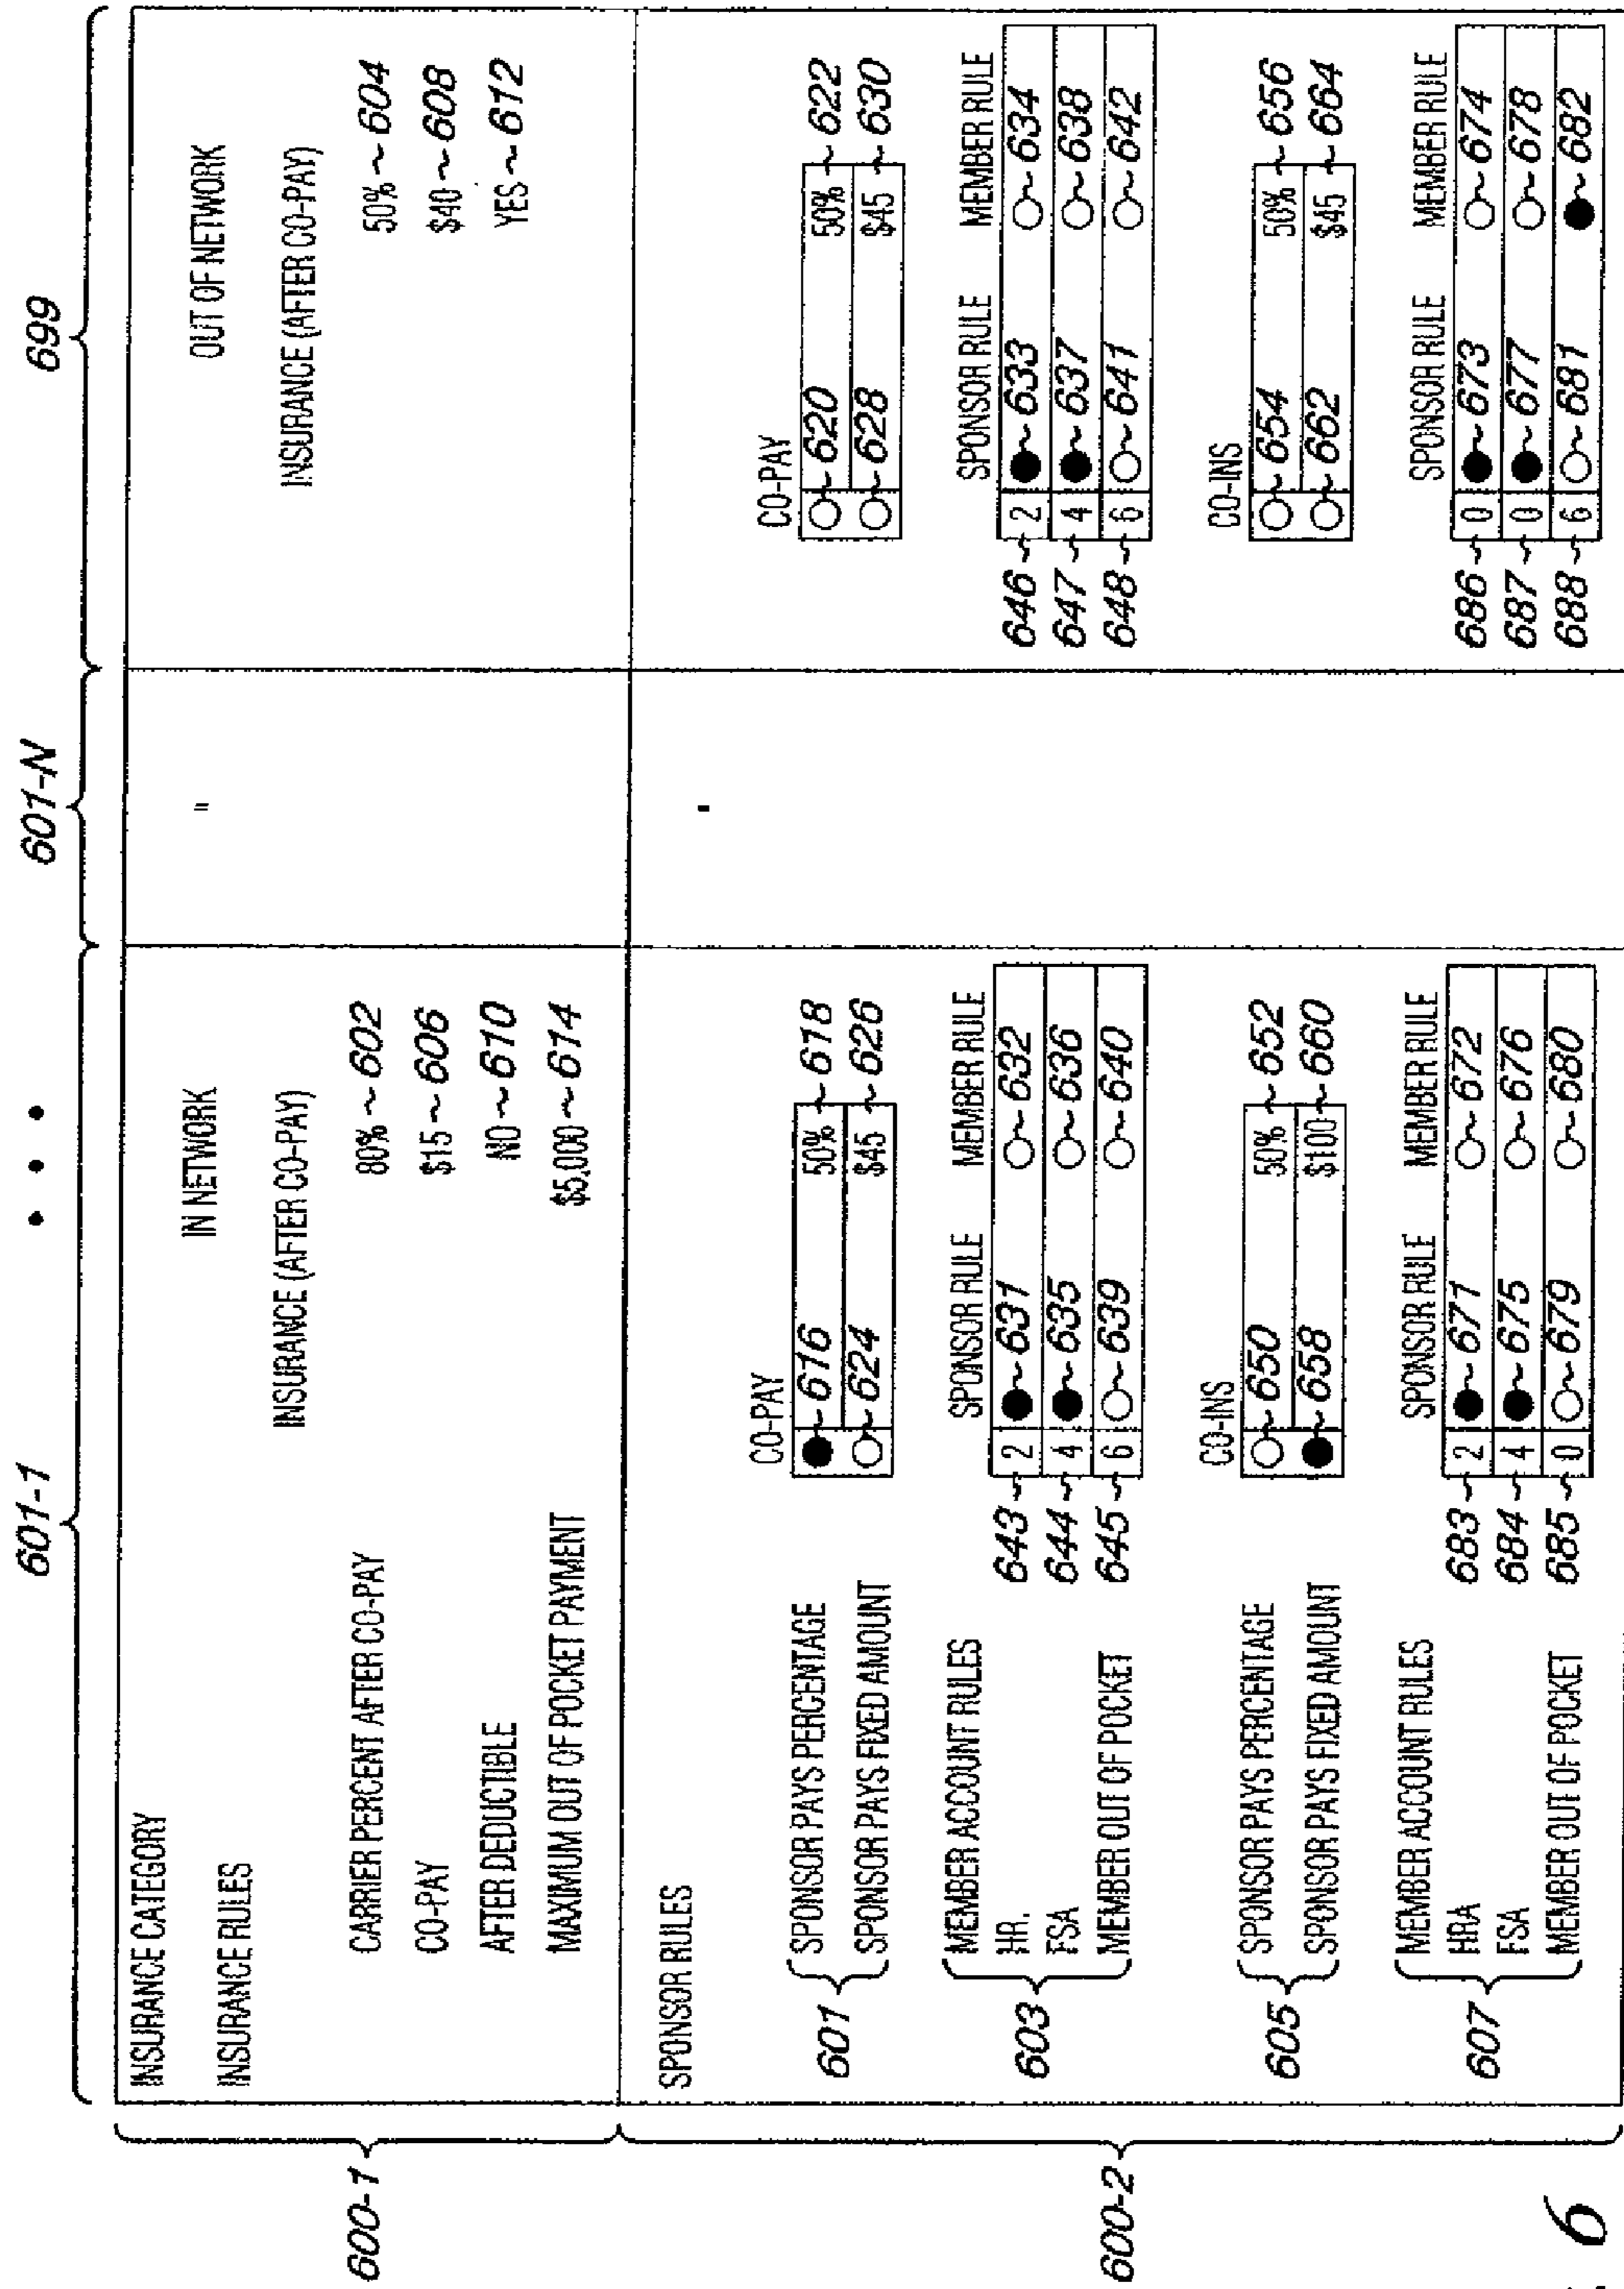 601-1
• • •
601-N
699
600-1
INSURANCE CATEGORY
IN NETWORK
"
OUT OF NETWORK
INSURANCE RULES
INSURANCE (AFTER CO-PAY)
INSURANCE (AFTER CO-PAY)
CARRIER PERCENT AFTER CO-PAY 80% ~ 602 50% ~ 604
CO-PAY $15 ~ 606 $40 ~ 608
AFTER DEDUCTIBLE NO ~ 610 YES ~ 612
MAXIMUM OUT OF POCKET PAYMENT $5,000 ~ 614
600-2
SPONSOR RULES
CO-PAY CO-PAY
601
SPONSOR PAYS PERCENTAGE 616 50% 618 620 50% 622
SPONSOR PAYS FIXED AMOUNT 624 $45 626 628 $45 630
603
MEMBER ACCOUNT RULES SPONSOR RULE MEMBER RULE SPONSOR RULE MEMBER RULE
HR. 643 2 631 632 646 2 633 634
FSA 644 4 635 636 647 4 637 638
MEMBER OUT OF POCKET 645 6 639 640 648 6 641 642
CO-INS CO-INS
605
SPONSOR PAYS PERCENTAGE 650 50% 652 654 50% 656
SPONSOR PAYS FIXED AMOUNT 658 $100 660 662 $45 664
607
MEMBER ACCOUNT RULES SPONSOR RULE MEMBER RULE SPONSOR RULE MEMBER RULE
HRA 683 2 671 672 686 0 673 674
FSA 684 4 675 676 687 0 677 678
MEMBER OUT OF POCKET 685 0 679 680 688 6 681 682
6